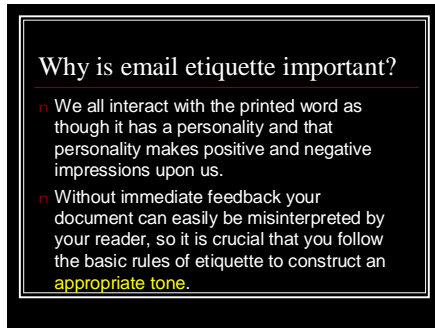 Why is email etiquette important?
n We all interact with the printed word as
though it has a personality and that
personality makes positive and negative
impressions upon us.
n Without immediate feedback your
document can easily be misinterpreted by
your reader, so it is crucial that you follow
the basic rules of etiquette to construct an
appropriate tone.